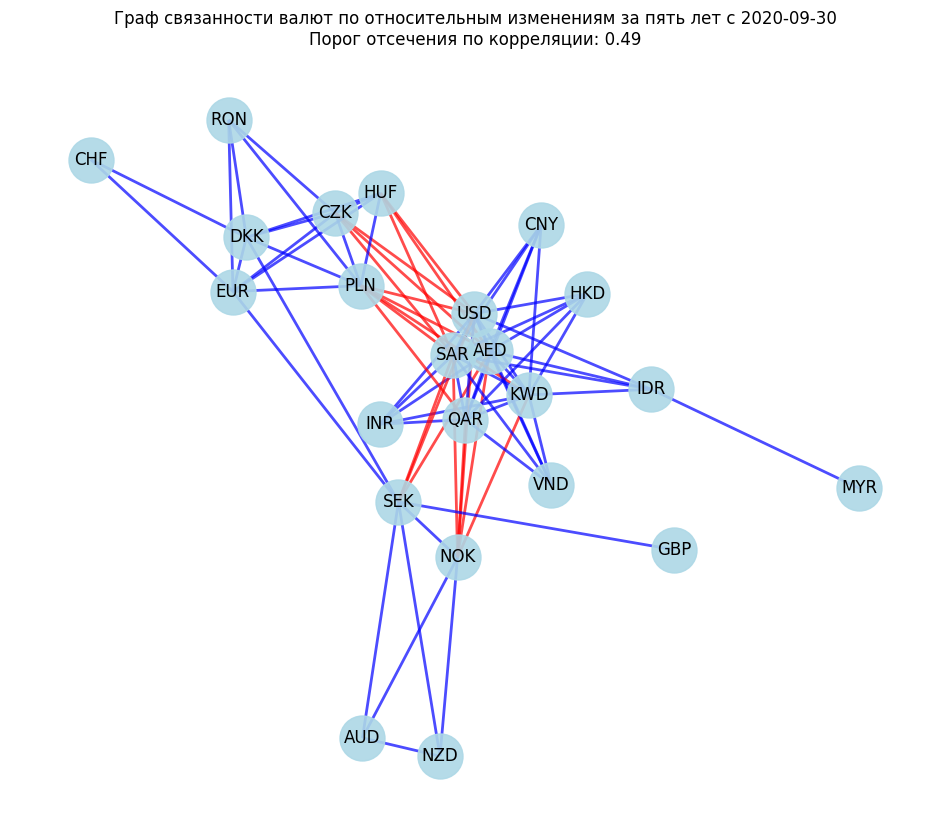 Граф связанности валют по относительным изменениям за пять лет с 2020-09-30
Порог отсечения по корреляции: 0.49
RON
CHF
HUF
CZK
CNY
DKK
PLN
EUR
HKD
USD
SAR
AED
IDR
KWD
QAR
INR
VND
MYR
SEK
GBP
NOK
AUD
NZD